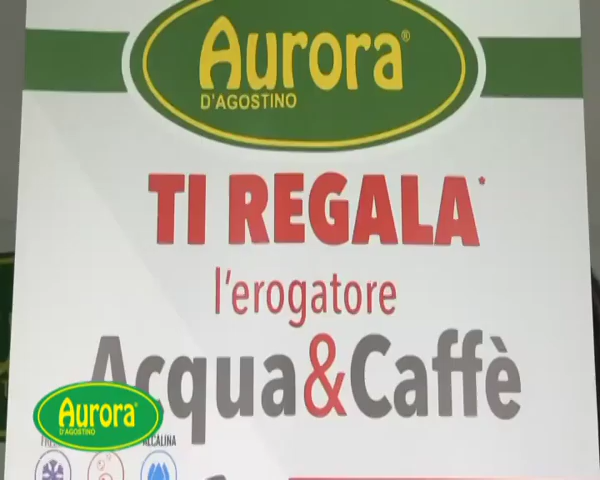 Aurora®
D'AGOSTINO
TI REGALA*
l'erogatore
Acqua&Caffè
Aurora®
D'AGOSTINO
ALCALINA